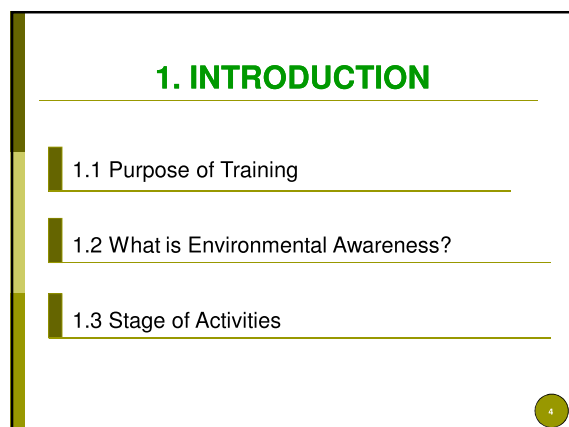 1. INTRODUCTION
1.1 Purpose of Training
1.2 What is Environmental Awareness?
1.3 Stage of Activities
4